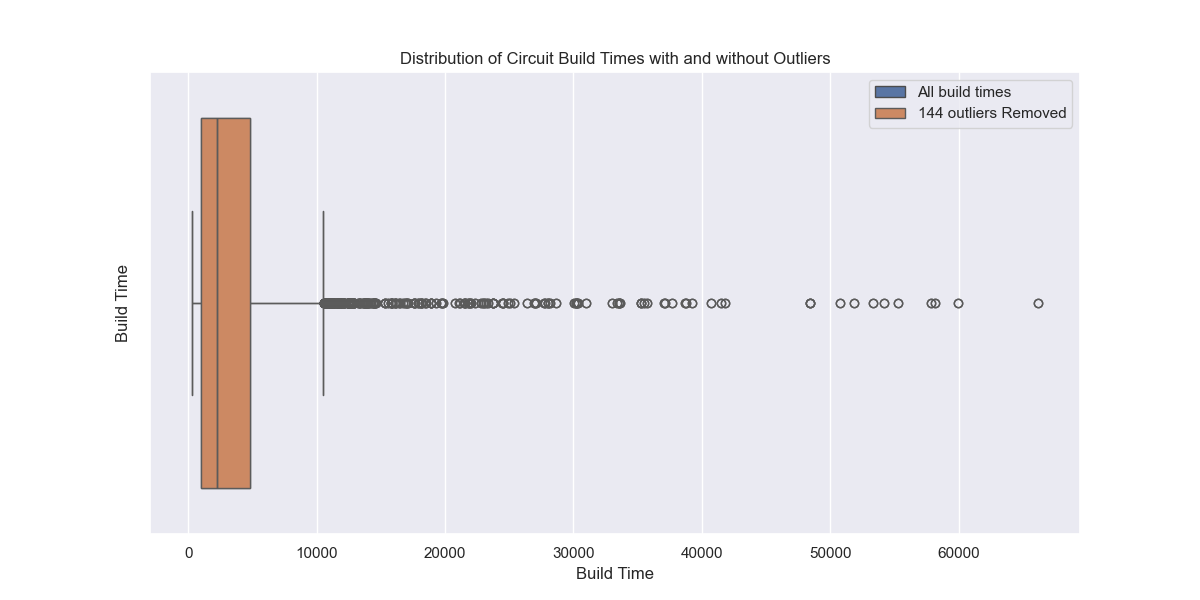 Distribution of Circuit Build Times with and without Outliers
All build times
144 outliers Removed
Build Time
0 10000 20000 30000 40000 50000 60000
Build Time